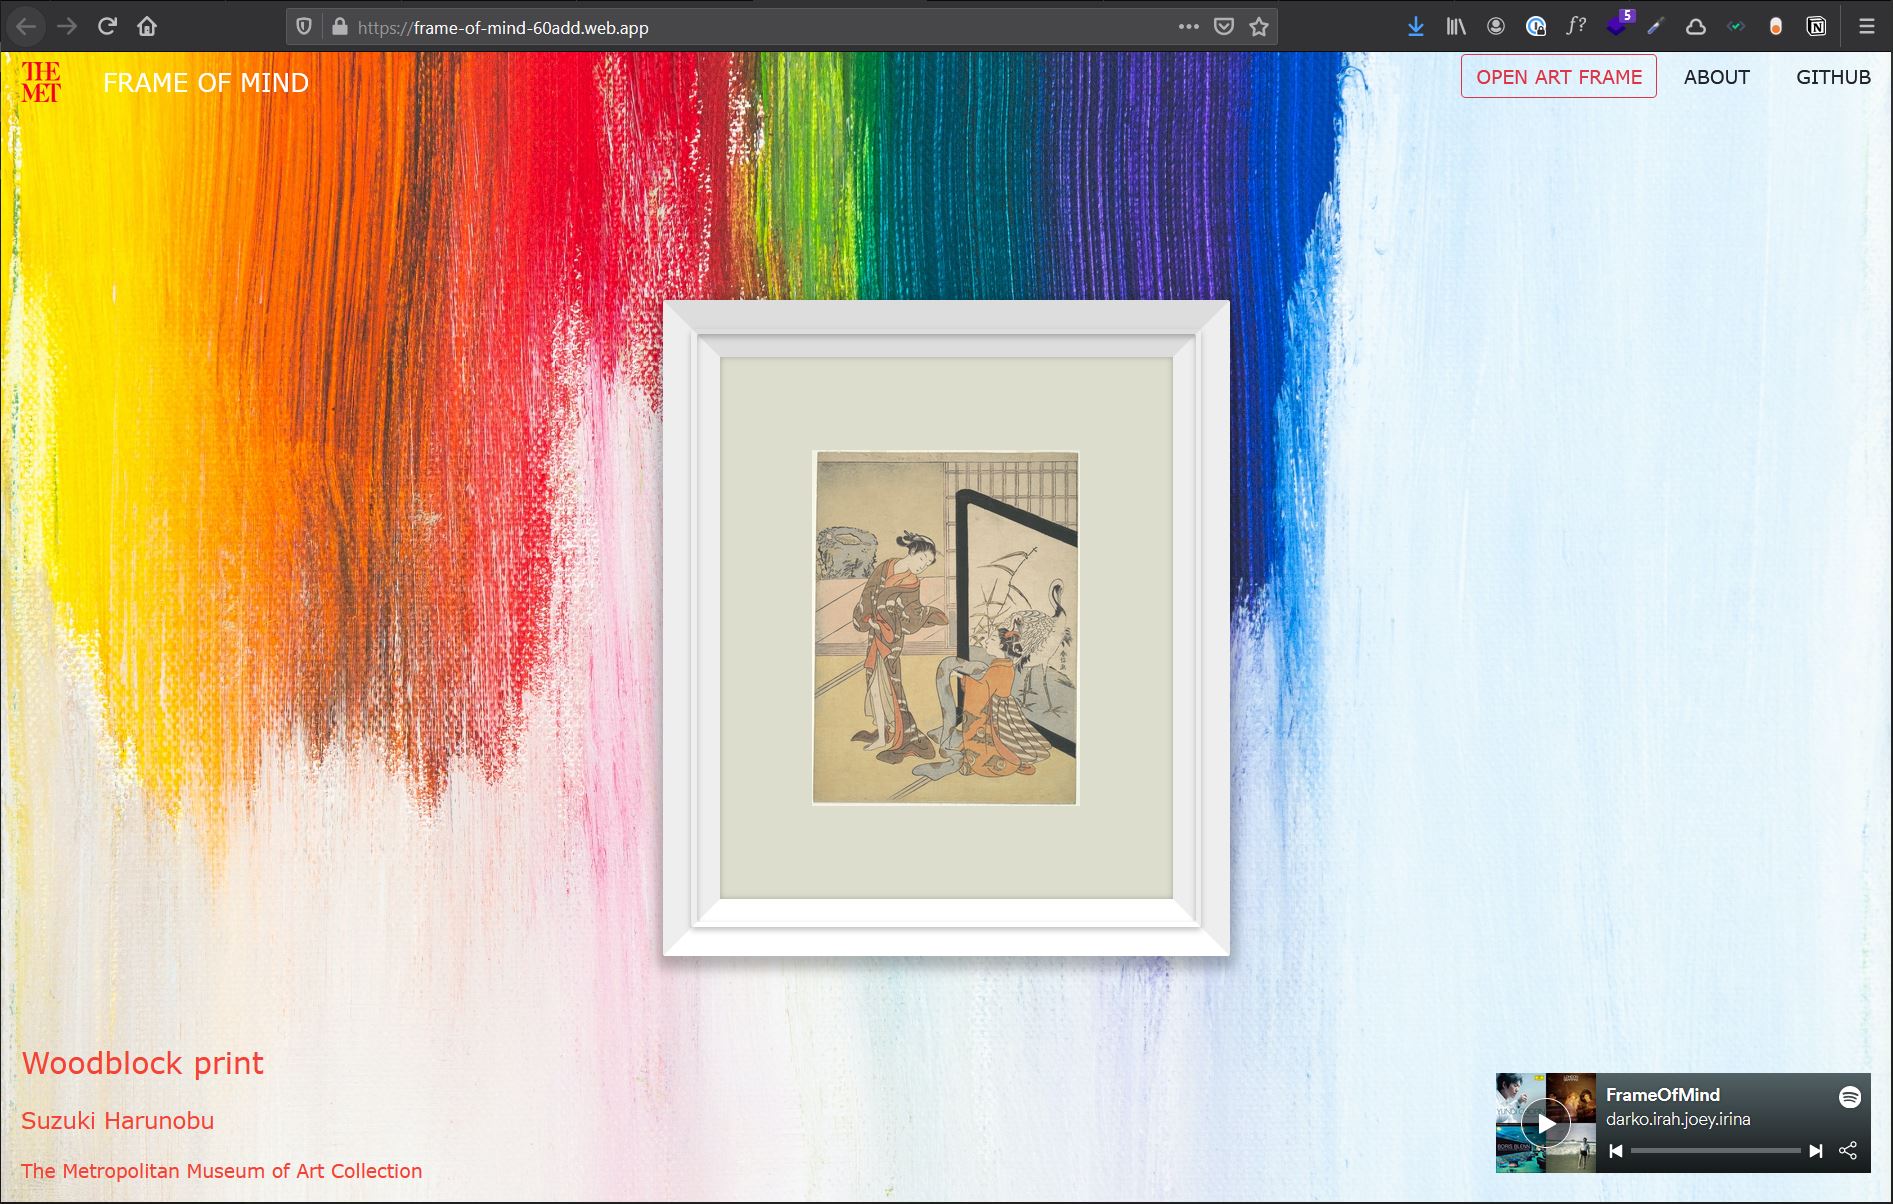 https://frame-of-mind-60add.web.app
5
THE
MET
FRAME OF MIND
OPEN ART FRAME
ABOUT
GITHUB
Woodblock print
Suzuki Harunobu
The Metropolitan Museum of Art Collection
FrameOfMind
darko.irah.joey.irina